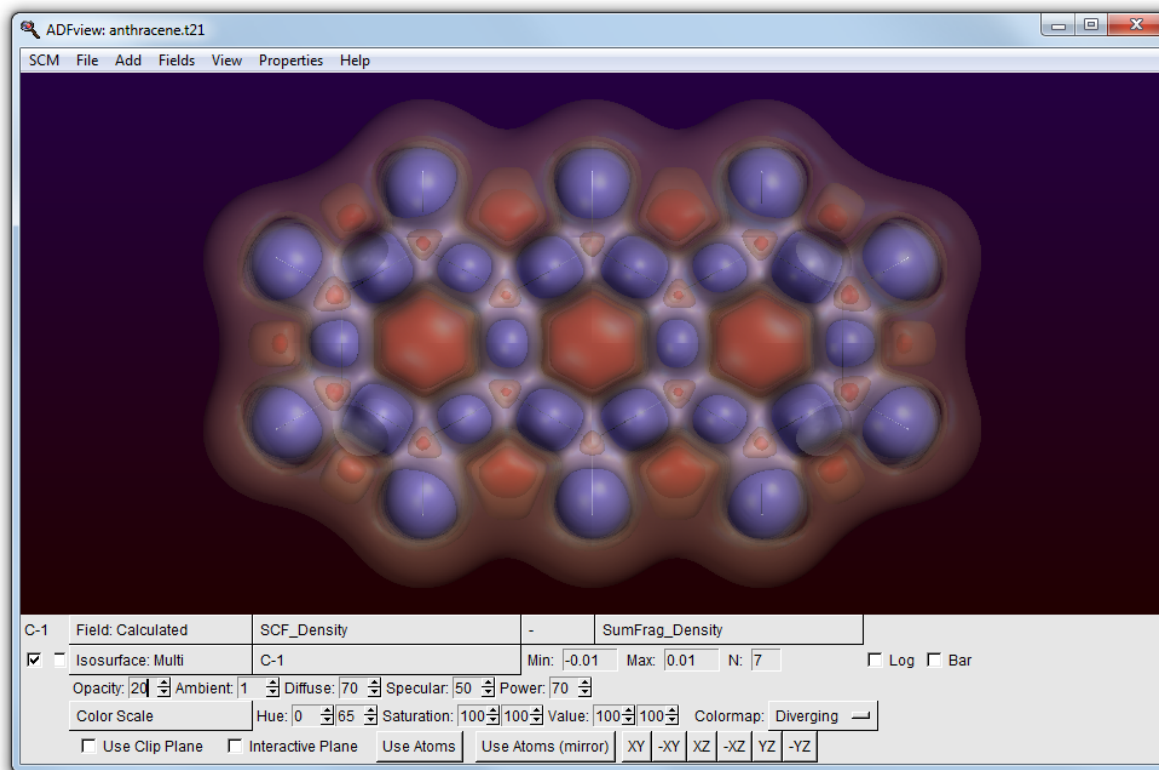 ADFview: anthracene.t21
SCM File Add Fields View Properties Help
C-1 Field: Calculated SCF_Density - SumFrag_Density
Isosurface: Multi C-1 Min: -0.01 Max: 0.01 N: 7 Log Bar
Opacity: 20 Ambient: 1 Diffuse: 70 Specular: 50 Power: 70
Color Scale Hue: 0 65 Saturation: 100 100 Value: 100 100 Colormap: Diverging
Use Clip Plane Interactive Plane Use Atoms Use Atoms (mirror) XY -XY XZ -XZ YZ -YZ